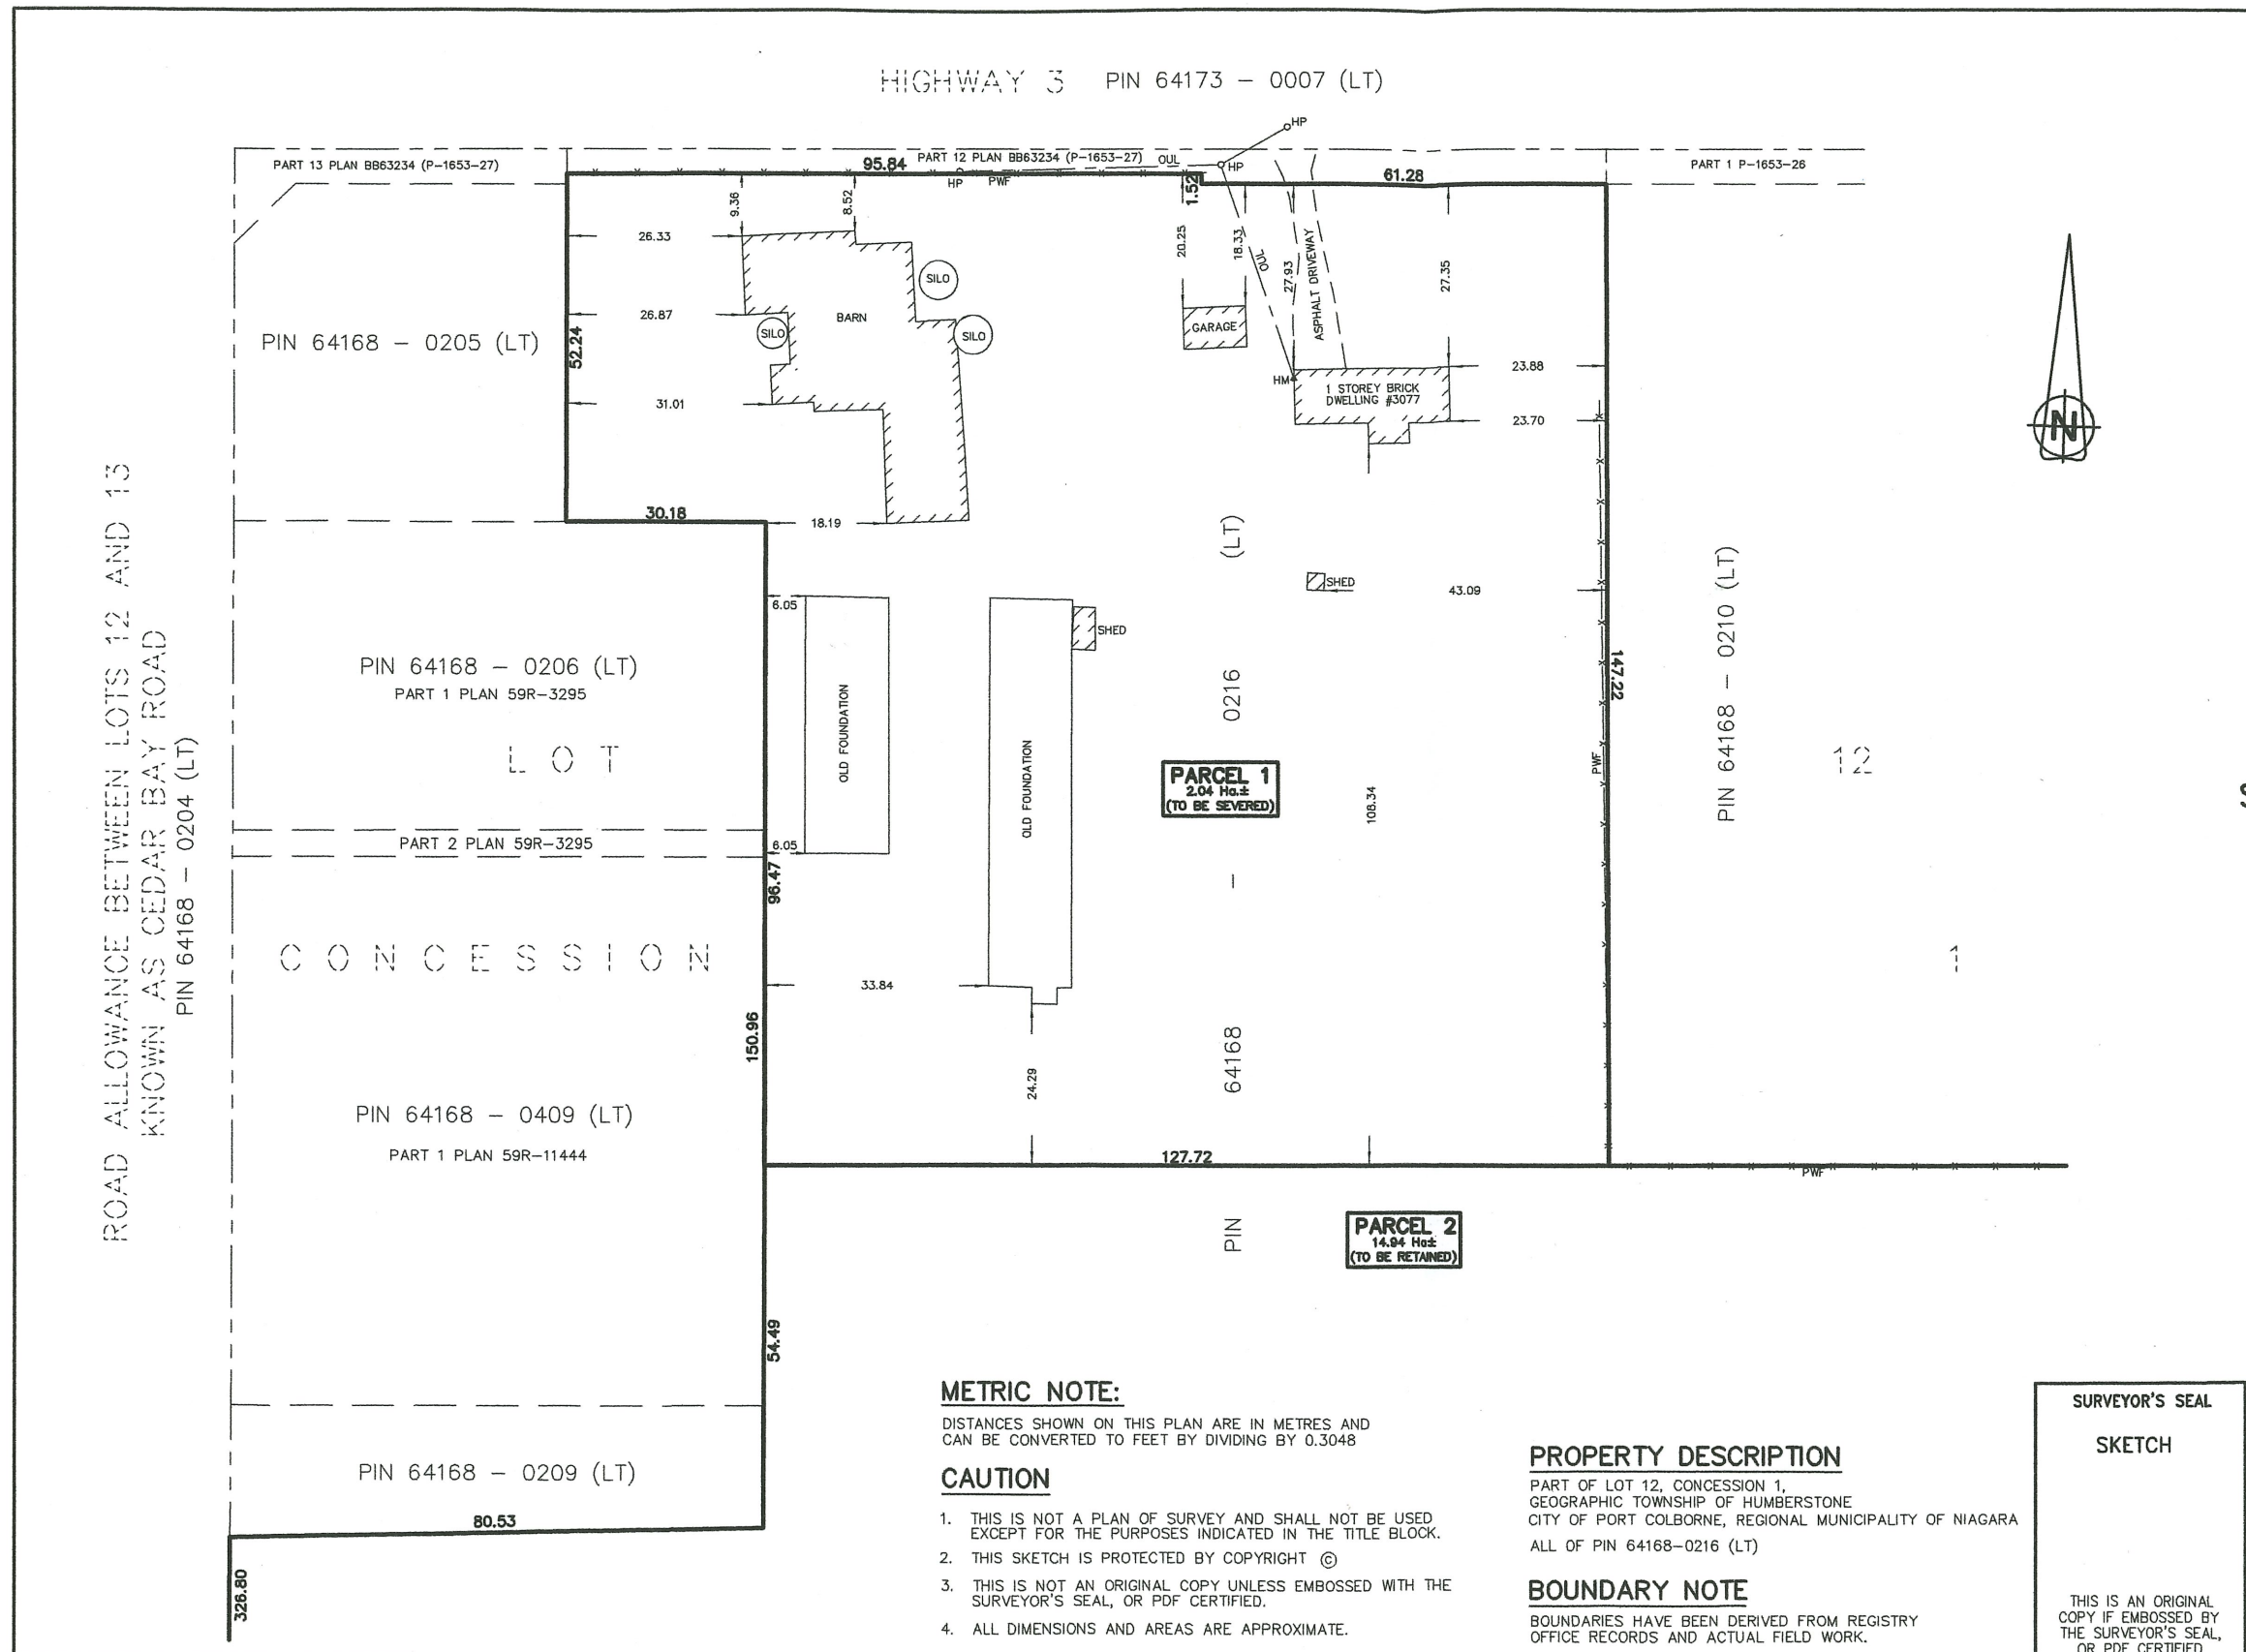 HIGHWAY 3 PIN 64173 - 0007 (LT)
HP
PART 13 PLAN BB63234 (P-1653-27)
95.84
PART 12 PLAN BB63234 (P-1653-27)
OUL
HP
HP
PWF
1.52
61.28
PART 1 P-1653-26
9.36
8.52
26.33
20.25
18.33
OUL
27.93
ASPHALT DRIVEWAY
27.35
SILO
26.87
BARN
SILO
SILO
GARAGE
PIN 64168 - 0205 (LT)
52.24
23.88
HM
1 STOREY BRICK
DWELLING #3077
31.01
23.70
N
30.18
18.19
ROAD ALLOWANCE BETWEEN LOTS 12 AND 13
KNOWN AS CEDAR BAY ROAD
PIN 64168 - 0204 (LT)
6.05
SHED
SHED
43.09
PIN 64168 - 0206 (LT)
PART 1 PLAN 59R-3295
147.22
PIN 64168 - 0210 (LT)
OLD FOUNDATION
OLD FOUNDATION
LOT
12
PWF
PARCEL 1
2.04 Ha.±
(TO BE SEVERED)
108.34
PART 2 PLAN 59R-3295
6.05
96.47
CONCESSION
1
33.84
150.96
24.29
PIN 64168 - 0216 (LT)
PIN 64168 - 0409 (LT)
PART 1 PLAN 59R-11444
127.72
PWF
PARCEL 2
14.94 Ha±
(TO BE RETAINED)
54.49
PIN 64168 - 0209 (LT)
80.53
326.80
METRIC NOTE:
DISTANCES SHOWN ON THIS PLAN ARE IN METRES AND
CAN BE CONVERTED TO FEET BY DIVIDING BY 0.3048
CAUTION
1. THIS IS NOT A PLAN OF SURVEY AND SHALL NOT BE USED
EXCEPT FOR THE PURPOSES INDICATED IN THE TITLE BLOCK.
2. THIS SKETCH IS PROTECTED BY COPYRIGHT ©
3. THIS IS NOT AN ORIGINAL COPY UNLESS EMBOSSED WITH THE
SURVEYOR'S SEAL, OR PDF CERTIFIED.
4. ALL DIMENSIONS AND AREAS ARE APPROXIMATE.
PROPERTY DESCRIPTION
PART OF LOT 12, CONCESSION 1,
GEOGRAPHIC TOWNSHIP OF HUMBERSTONE
CITY OF PORT COLBORNE, REGIONAL MUNICIPALITY OF NIAGARA
ALL OF PIN 64168-0216 (LT)
BOUNDARY NOTE
BOUNDARIES HAVE BEEN DERIVED FROM REGISTRY
OFFICE RECORDS AND ACTUAL FIELD WORK.
SURVEYOR'S SEAL
SKETCH
THIS IS AN ORIGINAL
COPY IF EMBOSSED BY
THE SURVEYOR'S SEAL,
OR PDF CERTIFIED